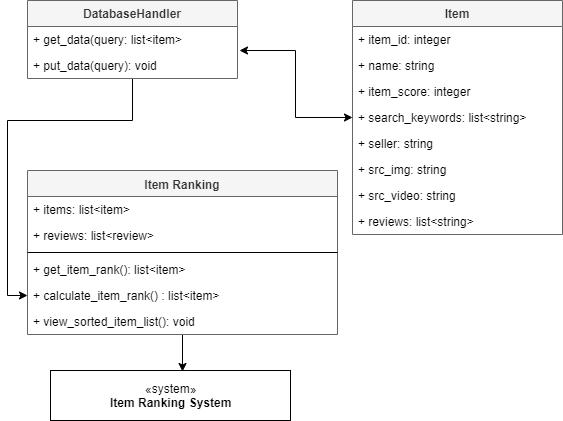 DatabaseHandler
+ get_data(query: list<item>
+ put_data(query): void
Item
+ item_id: integer
+ name: string
+ item_score: integer
+ search_keywords: list<string>
+ seller: string
+ src_img: string
+ src_video: string
+ reviews: list<string>
Item Ranking
+ items: list<item>
+ reviews: list<review>
+ get_item_rank(): list<item>
+ calculate_item_rank() : list<item>
+ view_sorted_item_list(): void
«system»
Item Ranking System